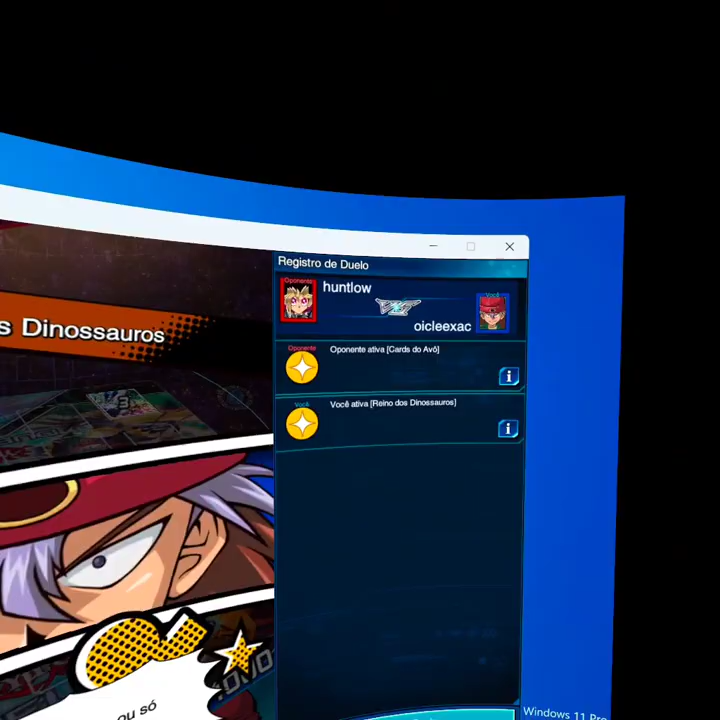 Registro de Duelo
Oponente
huntlow
Você
oicleexac
s Dinossauros
Oponente
Oponente ativa [Cards do Avô]
Você
Você ativa [Reino dos Dinossauros]
ou só
Windows 11 Pro